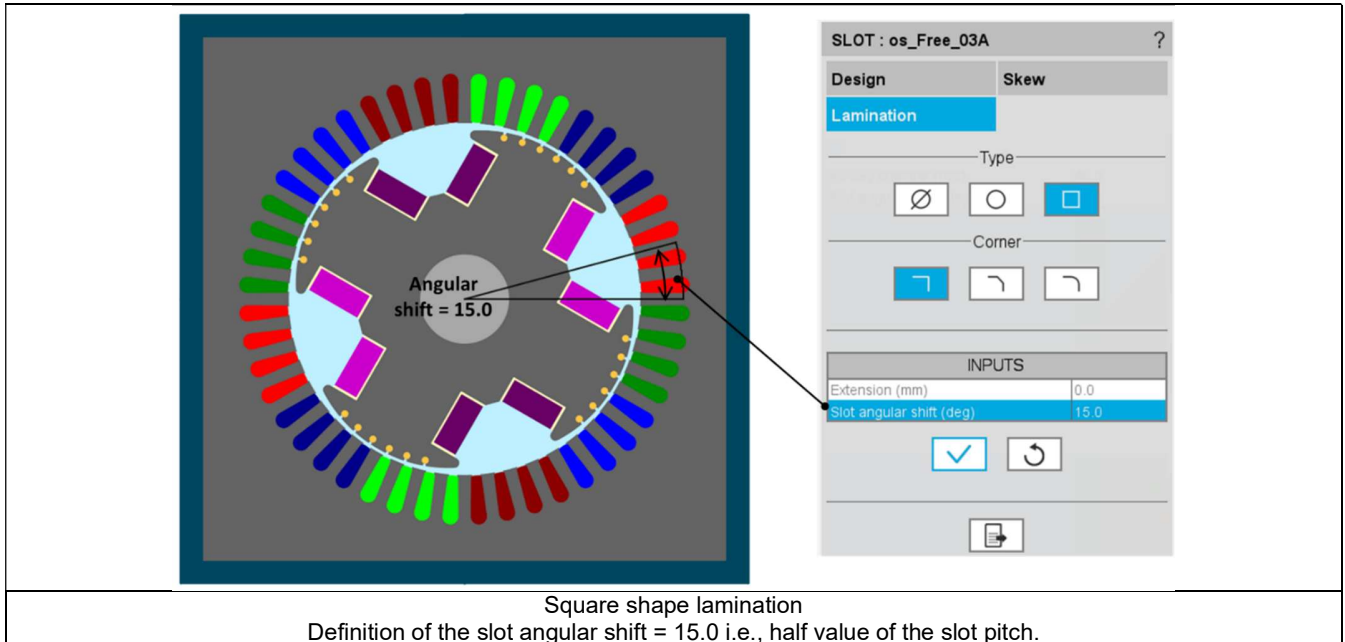 SLOT : os_Free_03A ?
Design Skew
Lamination
Type
Corner
Angular
shift = 15.0
INPUTS
Extension (mm) 0.0
Slot angular shift (deg) 15.0
Square shape lamination
Definition of the slot angular shift = 15.0 i.e., half value of the slot pitch.